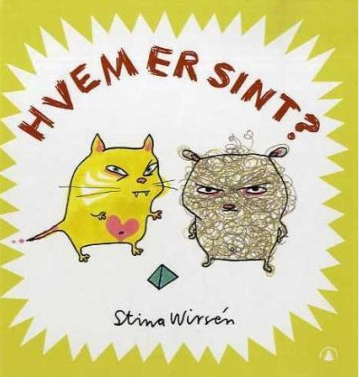 HVEM ER SINT?
Stina Wirsén